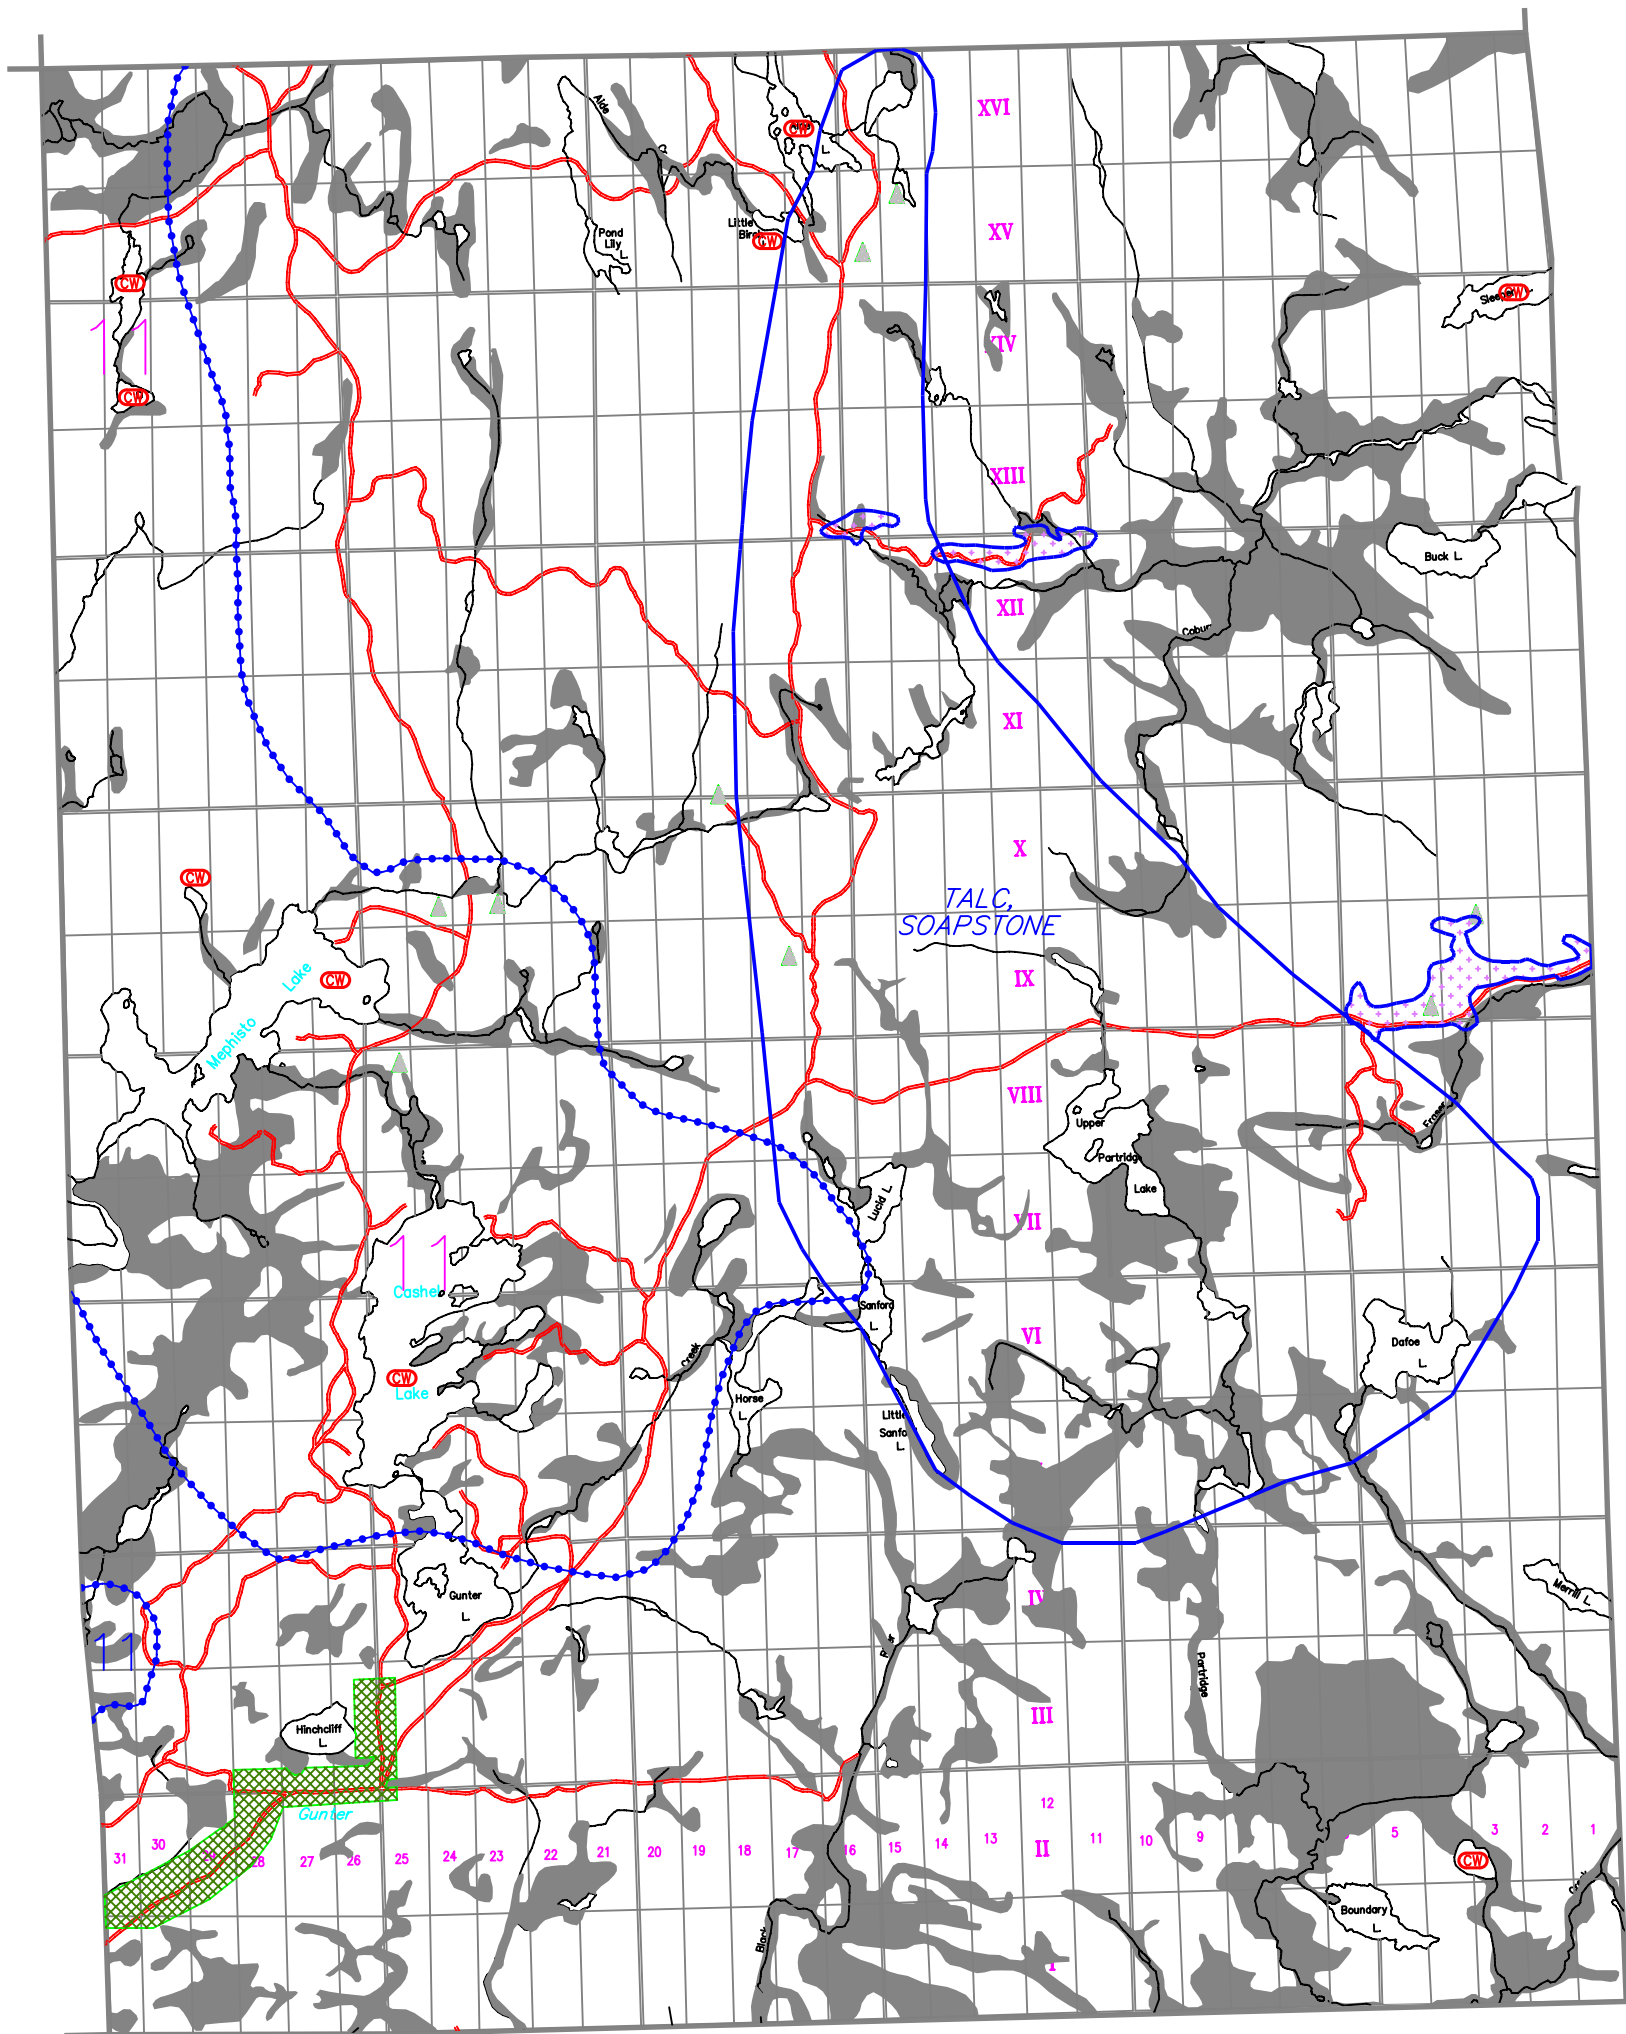 XVI
Alde
CW
L
XV
Little
Birch
CW
Pond
Lily
L
CW
CW
11
XIV
CW
XIII
Buck L.
XII
XI
X
CW
TALC,
SOAPSTONE
IX
Lake
CW
Mephisto
VIII
Upper
Partridge
Lake
Fraser
Lucid L
VII
11
Cashel
Sanford
L
VI
Dafoe
L
Creek
CW
Lake
Horse
L
Little
L
Gunter
L
IV
Merrill L
11
Partridge
III
Hinchcliff
L
Gunter
12
31
30
29
28
27
26
25
24
23
22
21
20
19
18
17
16
15
14
13
II
11
10
9
5
3
2
1
CW
Boundary
L
Black
I